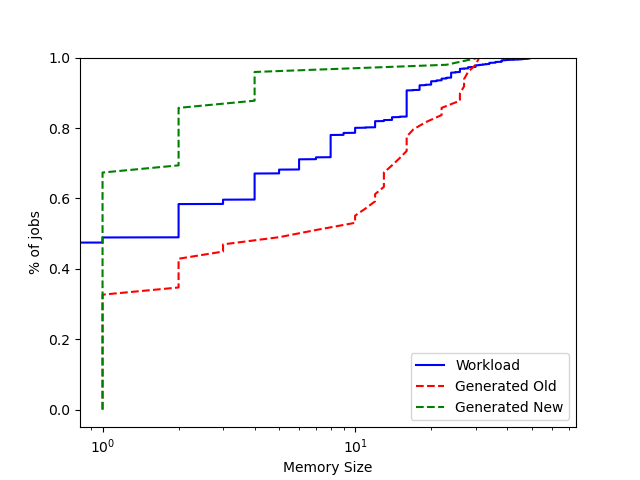 1.0
0.8
0.6
0.4
0.2
0.0
% of jobs
10⁰
10¹
Memory Size
Workload
Generated Old
Generated New